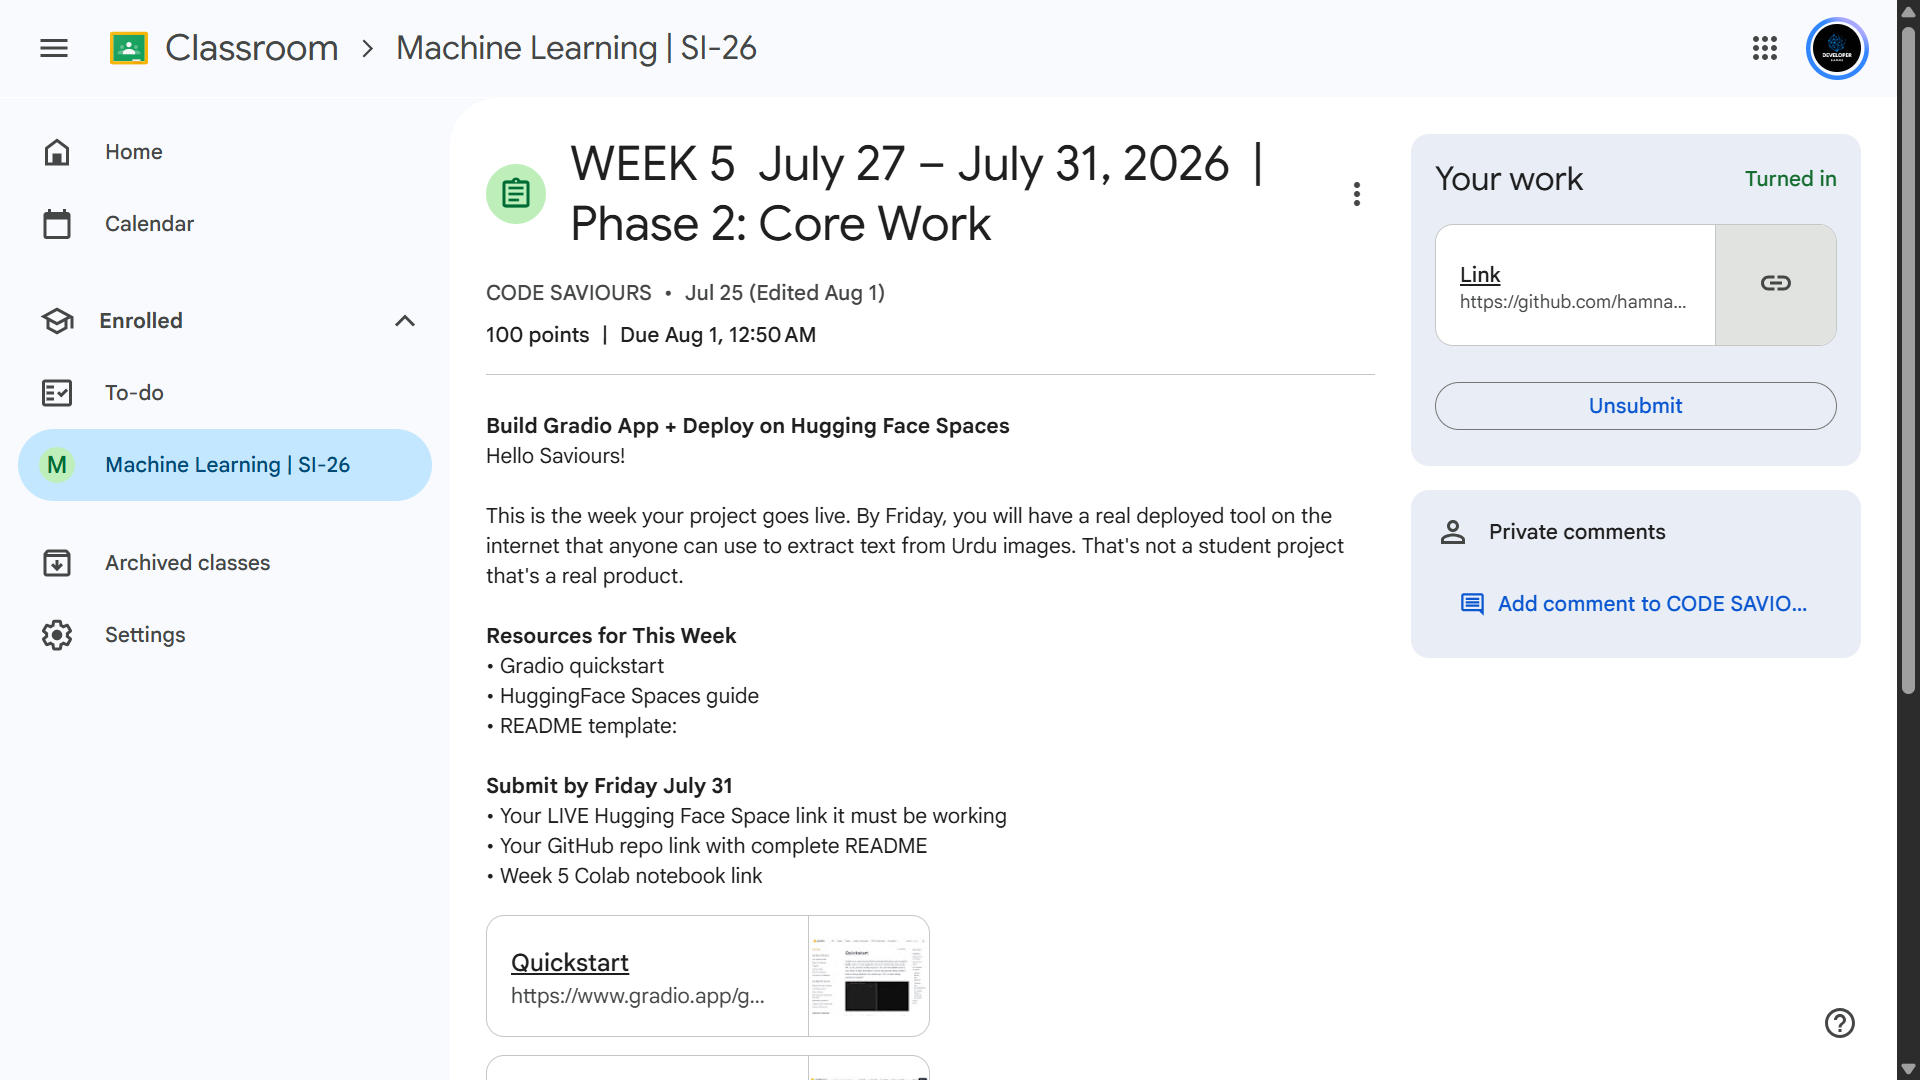 Classroom > Machine Learning | SI-26
DEVELOPER
Home
Calendar
Enrolled
To-do
M Machine Learning | SI-26
Archived classes
Settings
WEEK 5 July 27 – July 31, 2026 |
Phase 2: Core Work
CODE SAVIOURS • Jul 25 (Edited Aug 1)
100 points | Due Aug 1, 12:50 AM
Build Gradio App + Deploy on Hugging Face Spaces
Hello Saviours!
This is the week your project goes live. By Friday, you will have a real deployed tool on the
internet that anyone can use to extract text from Urdu images. That's not a student project
that's a real product.
Resources for This Week
• Gradio quickstart
• HuggingFace Spaces guide
• README template:
Submit by Friday July 31
• Your LIVE Hugging Face Space link it must be working
• Your GitHub repo link with complete README
• Week 5 Colab notebook link
Quickstart
https://www.gradio.app/g...
Quickstart
Your work
Turned in
Link
https://github.com/hamna...
Unsubmit
Private comments
Add comment to CODE SAVIO...